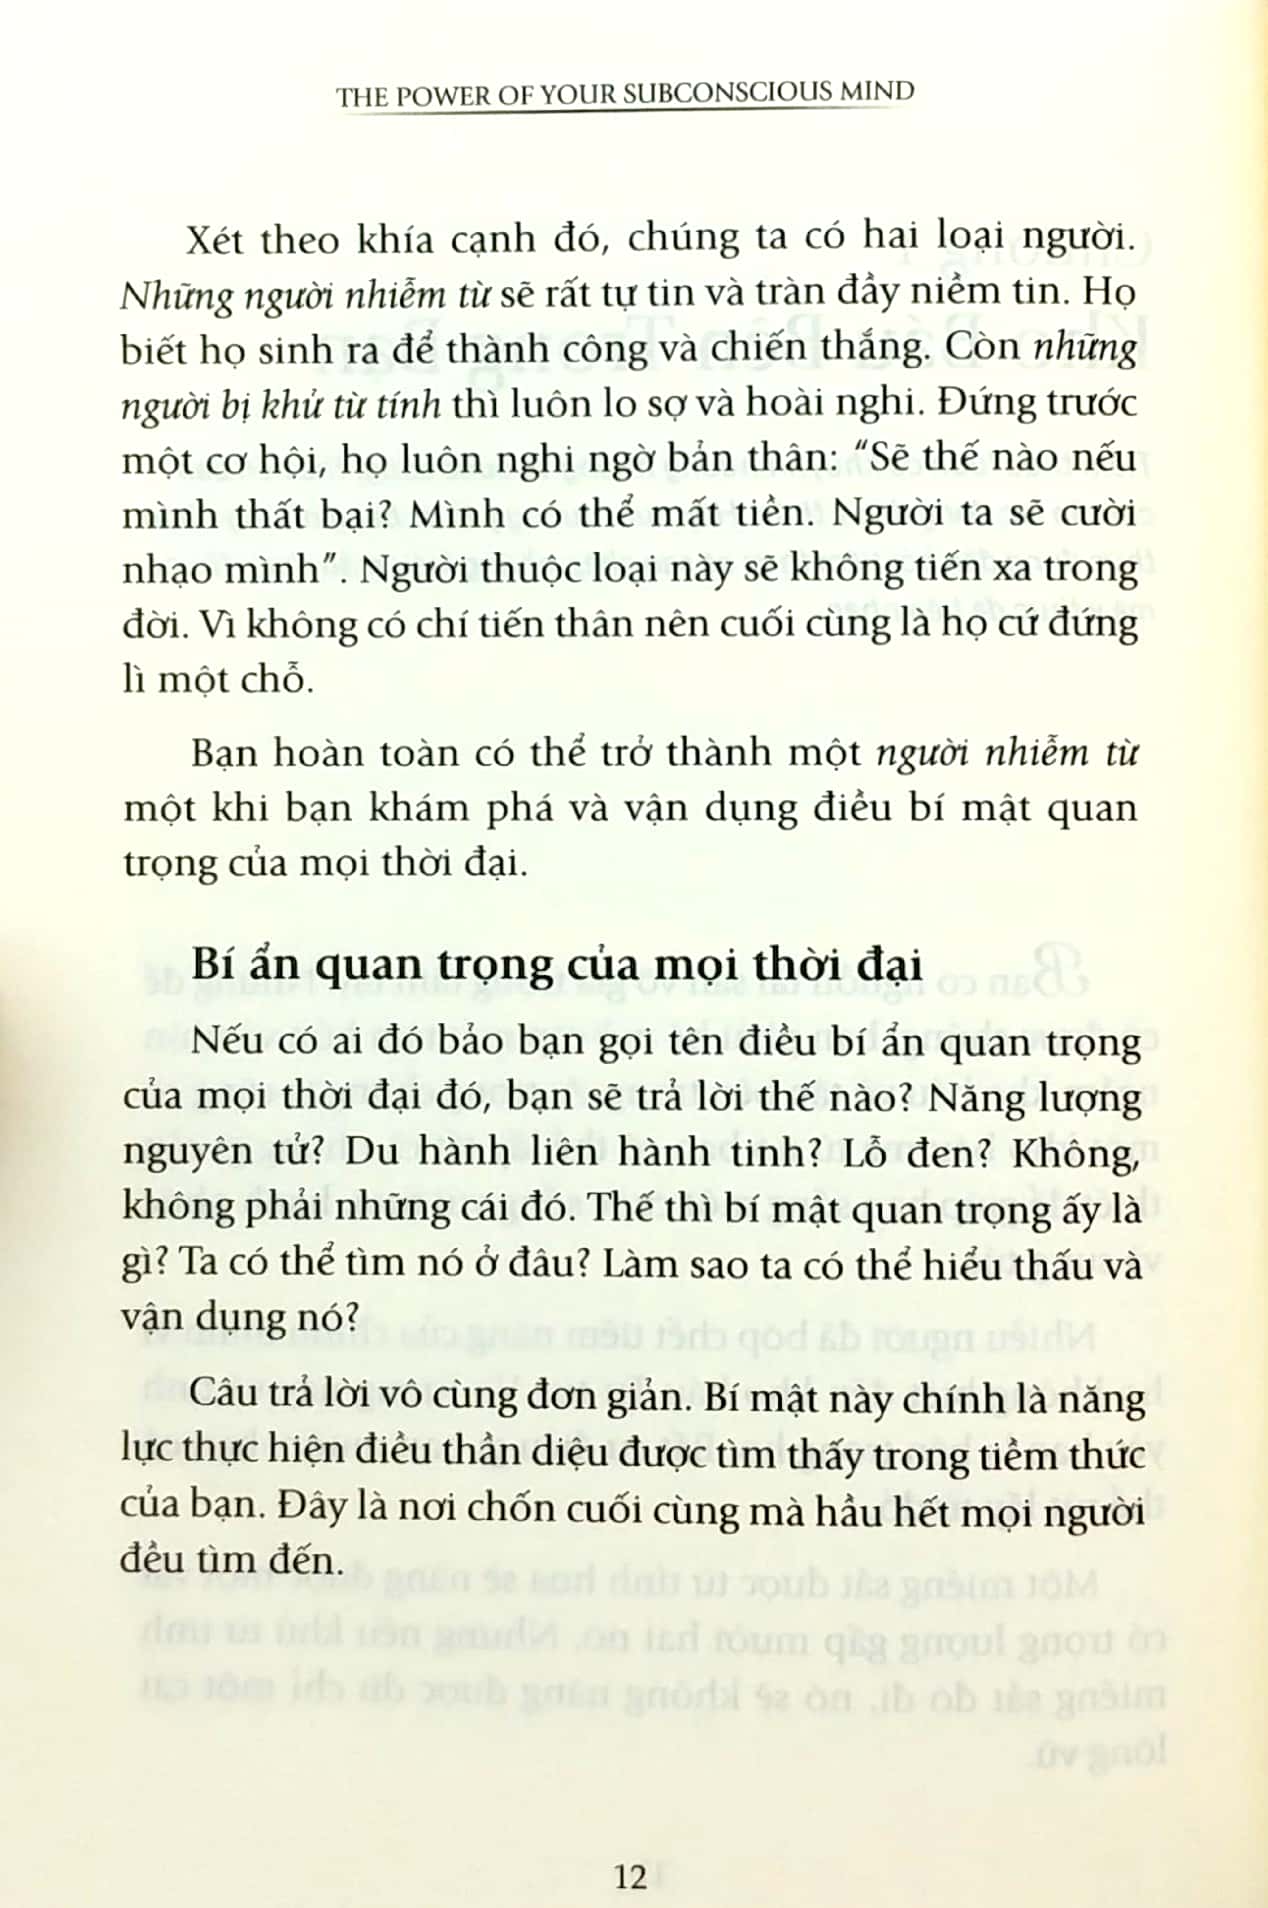 THE POWER OF YOUR SUBCONSCIOUS MIND
Xét theo khía cạnh đó, chúng ta có hai loại người.
Những người nhiễm từ sẽ rất tự tin và tràn đầy niềm tin. Họ
biết họ sinh ra để thành công và chiến thắng. Còn những
người bị khử từ tính thì luôn lo sợ và hoài nghi. Đứng trước
một cơ hội, họ luôn nghi ngờ bản thân: “Sẽ thế nào nếu
mình thất bại? Mình có thể mất tiền. Người ta sẽ cười
nhạo mình”. Người thuộc loại này sẽ không tiến xa trong
đời. Vì không có chí tiến thân nên cuối cùng là họ cứ đứng
lì một chỗ.
Bạn hoàn toàn có thể trở thành một người nhiễm từ
một khi bạn khám phá và vận dụng điều bí mật quan
trọng của mọi thời đại.
Bí ẩn quan trọng của mọi thời đại
Nếu có ai đó bảo bạn gọi tên điều bí ẩn quan trọng
của mọi thời đại đó, bạn sẽ trả lời thế nào? Năng lượng
nguyên tử? Du hành liên hành tinh? Lỗ đen? Không,
không phải những cái đó. Thế thì bí mật quan trọng ấy là
gì? Ta có thể tìm nó ở đâu? Làm sao ta có thể hiểu thấu và
vận dụng nó?
Câu trả lời vô cùng đơn giản. Bí mật này chính là năng
lực thực hiện điều thần diệu được tìm thấy trong tiềm thức
của bạn. Đây là nơi chốn cuối cùng mà hầu hết mọi người
đều tìm đến.
12